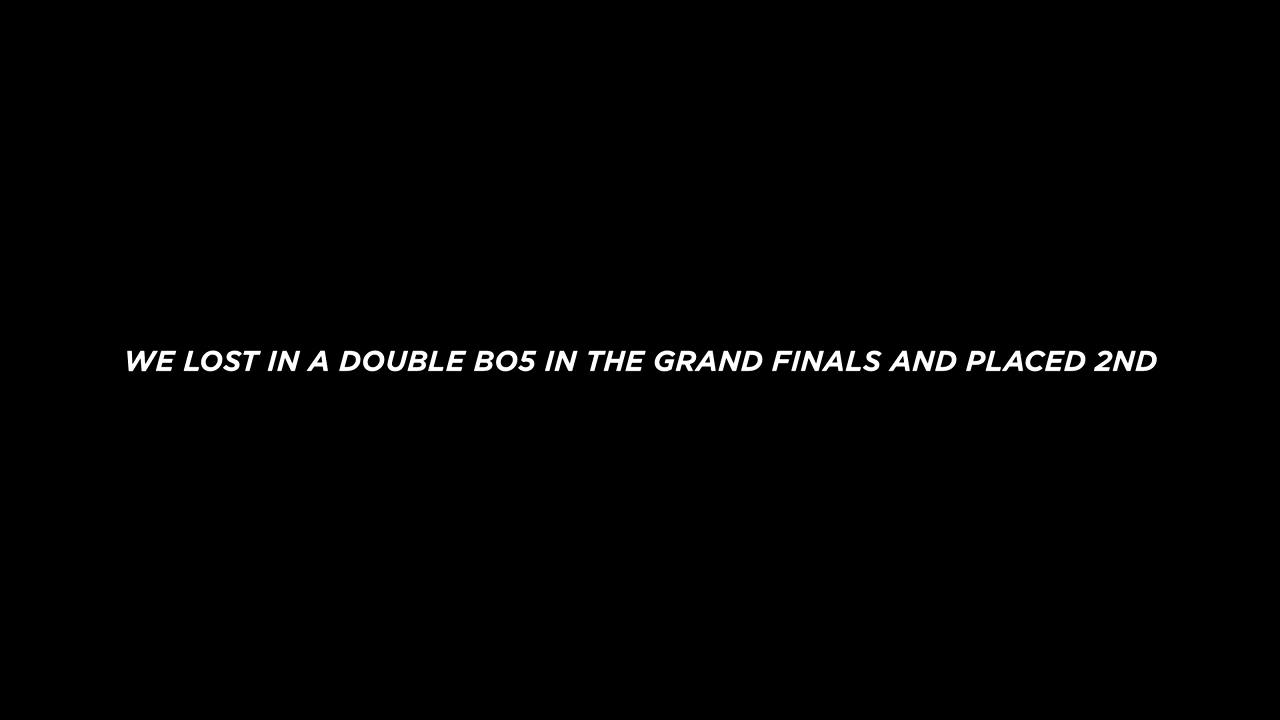 WE LOST IN A DOUBLE BO5 IN THE GRAND FINALS AND PLACED 2ND